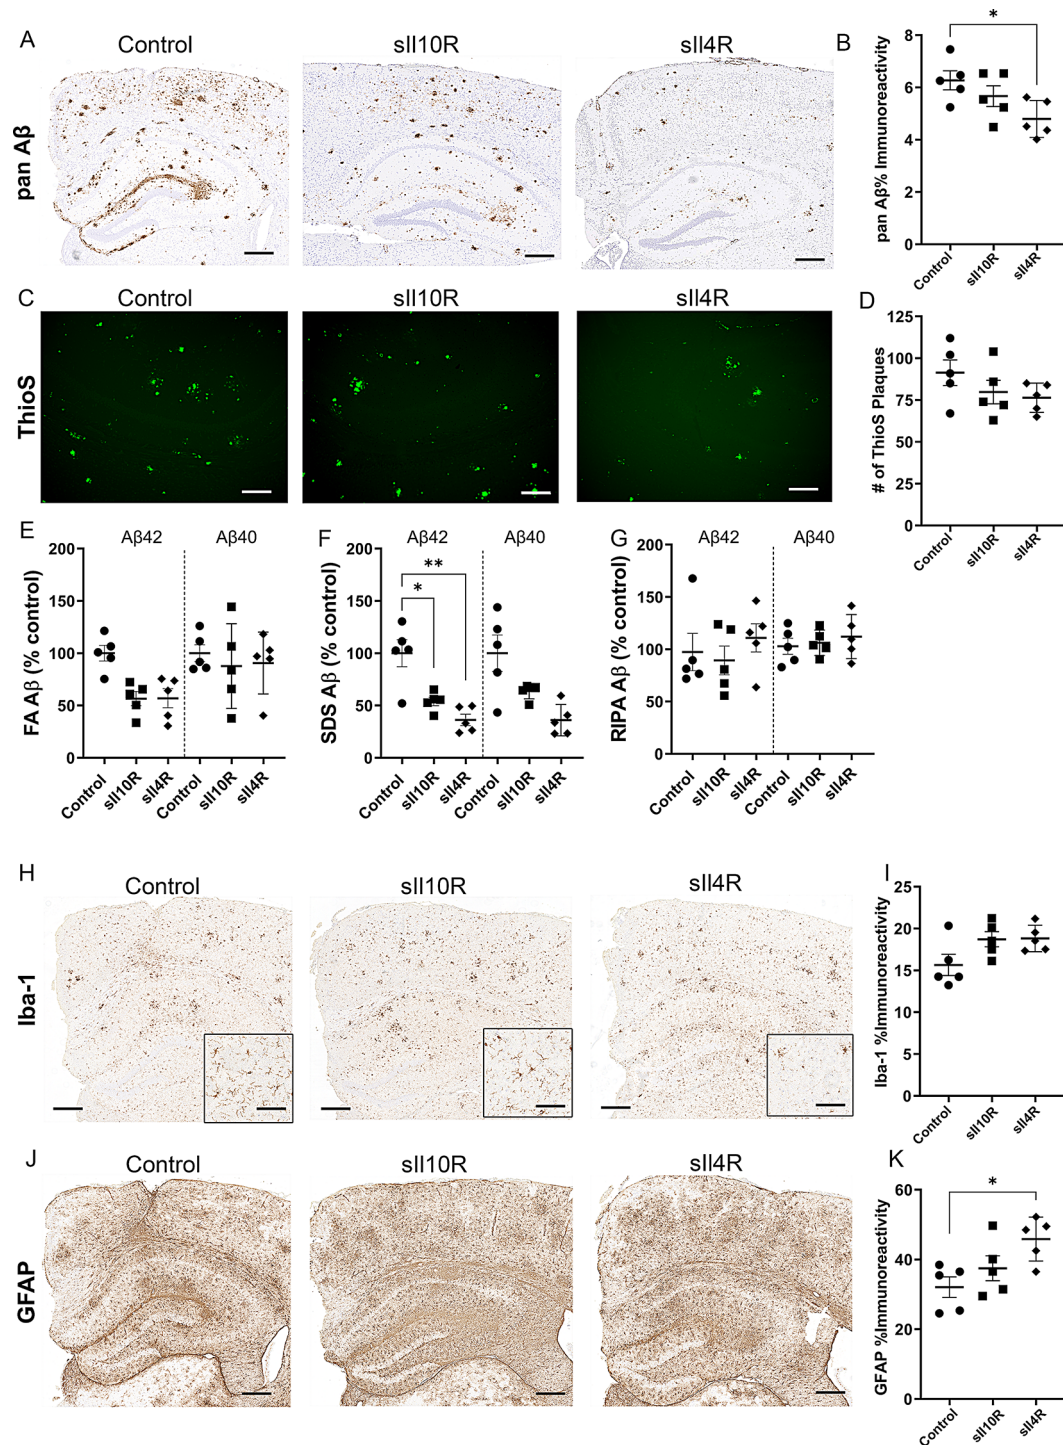 A
Control
sIl10R
sIl4R
pan Aβ
B
pan Aβ% Immunoreactivity
8
6
4
2
0
*
Control
sIl10R
sIl4R
C
Control
sIl10R
sIl4R
ThioS
D
# of ThioS Plaques
125
100
75
50
25
0
Control
sIl10R
sIl4R
E
Aβ42
Aβ40
FA Aβ (% control)
200
150
100
50
0
Control
sIl10R
sIl4R
Control
sIl10R
sIl4R
F
Aβ42
Aβ40
SDS Aβ (% control)
200
150
100
50
0
**
*
Control
sIl10R
sIl4R
Control
sIl10R
sIl4R
G
Aβ42
Aβ40
RIPA Aβ (% control)
200
150
100
50
0
Control
sIl10R
sIl4R
Control
sIl10R
sIl4R
H
Control
sIl10R
sIl4R
Iba-1
I
Iba-1 %Immunoreactivity
25
20
15
10
5
0
Control
sIl10R
sIl4R
J
Control
sIl10R
sIl4R
GFAP
K
GFAP %Immunoreactivity
60
40
20
0
*
Control
sIl10R
sIl4R